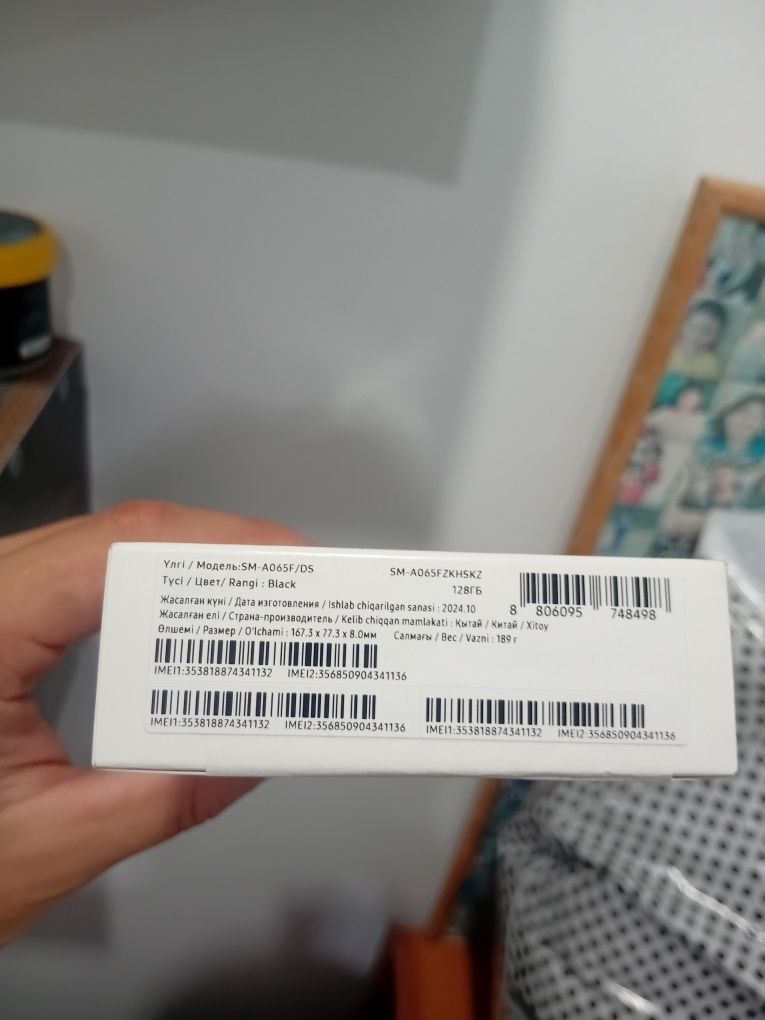 Үлгі / Модель:SM-A065F/DS
SM-A065FZKHSKZ
Түсі / Цвет/ Rangi : Black
128ГБ
8 806095 748498
Жасалған күні / Дата изготовления / Ishlab chiqarilgan sanasi : 2024.10
Жасалған елі / Страна-производитель / Kelib chiqqan mamlakati : Қытай / Китай / Xitoy
Өлшемі / Размер / O'lchami : 167.3 x 77.3 x 8.0мм Салмағы / Вес / Vazni : 189 г
IMEI1:353818874341132 IMEI2:356850904341136
IMEI1:353818874341132 IMEI2:356850904341136
IMEI1:353818874341132 IMEI2:356850904341136